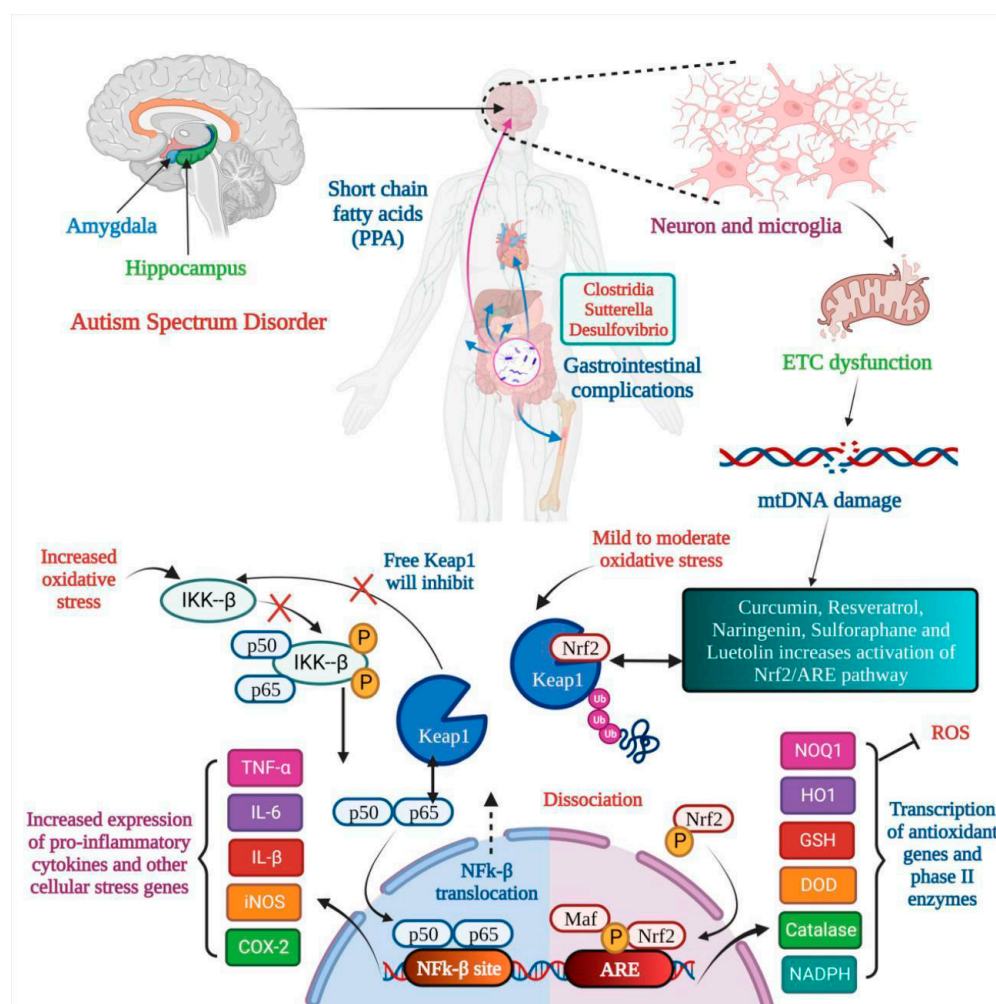 Short chain
fatty acids
(PPA)
Amygdala
Hippocampus
Autism Spectrum Disorder
Clostridia
Sutterella
Desulfovibrio
Gastrointestinal
complications
Neuron and microglia
ETC dysfunction
mtDNA damage
Increased
oxidative
stress
IKK--β
Free Keap1
will inhibit
Mild to moderate
oxidative stress
p50
IKK--β
p65
P
P
Keap1
Nrf2
Keap1
Ub
Ub
Ub
Curcumin, Resveratrol,
Naringenin, Sulforaphane and
Luetolin increases activation of
Nrf2/ARE pathway
Increased expression
of pro-inflammatory
cytokines and other
cellular stress genes
TNF-α
IL-6
IL-β
iNOS
COX-2
p50
p65
Dissociation
Nrf2
P
NFk-β
translocation
p50
p65
NFk-β site
Maf
P
Nrf2
ARE
NOQ1
HO1
GSH
DOD
Catalase
NADPH
ROS
Transcription
of antioxidant
genes and
phase II
enzymes